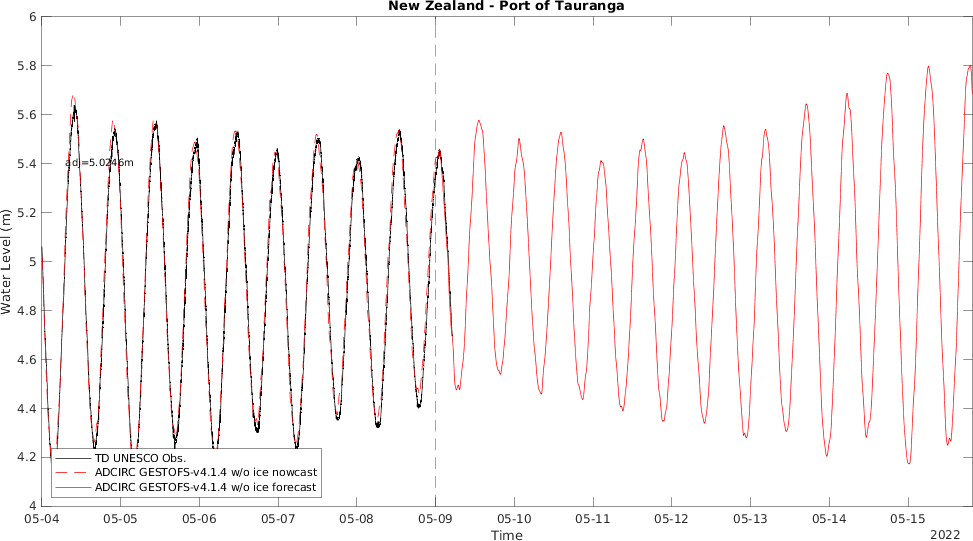 New Zealand - Port of Tauranga
6
5.8
5.6
5.4
5.2
5
4.8
4.6
4.4
4.2
4
Water Level (m)
adj=5.0246m
TD UNESCO Obs.
ADCIRC GESTOFS-v4.1.4 w/o ice nowcast
ADCIRC GESTOFS-v4.1.4 w/o ice forecast
05-04 05-05 05-06 05-07 05-08 05-09 05-10 05-11 05-12 05-13 05-14 05-15
Time
2022